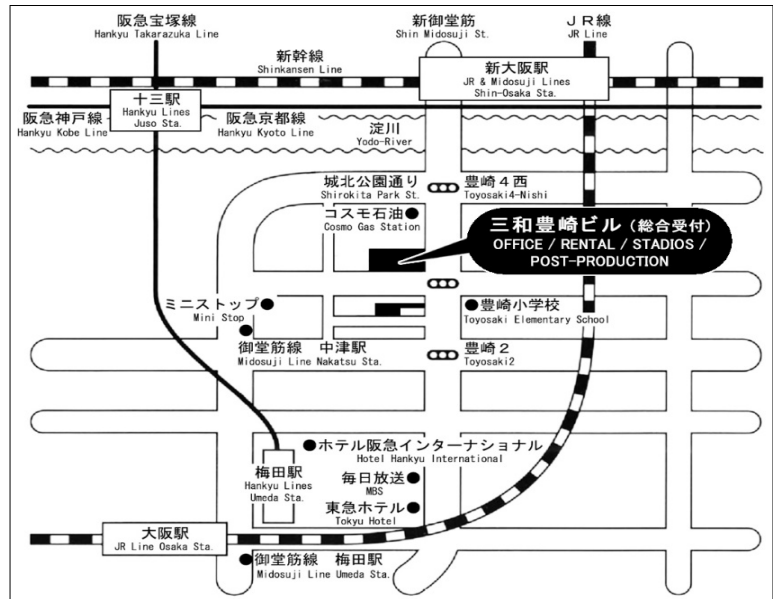 阪急宝塚線
Hankyu Takarazuka Line
新御堂筋
Shin Midosuji St.
JR線
JR Line
新幹線
Shinkansen Line
新大阪駅
JR & Midosuji Lines
Shin-Osaka Sta.
十三駅
Hankyu Lines
Juso Sta.
阪急神戸線
Hankyu Kobe Line
阪急京都線
Hankyu Kyoto Line
淀川
Yodo-River
城北公園通り
Shirokita Park St.
豊崎4西
Toyosaki4-Nishi
コスモ石油
Cosmo Gas Station
三和豊崎ビル（総合受付）
OFFICE / RENTAL / STADIOS /
POST-PRODUCTION
ミニストップ
Mini Stop
豊崎小学校
Toyosaki Elementary School
御堂筋線 中津駅
Midosuji Line Nakatsu Sta.
豊崎2
Toyosaki2
ホテル阪急インターナショナル
Hotel Hankyu International
梅田駅
Hankyu Lines
Umeda Sta.
毎日放送
MBS
東急ホテル
Tokyu Hotel
大阪駅
JR Line Osaka Sta.
御堂筋線 梅田駅
Midosuji Line Umeda Sta.